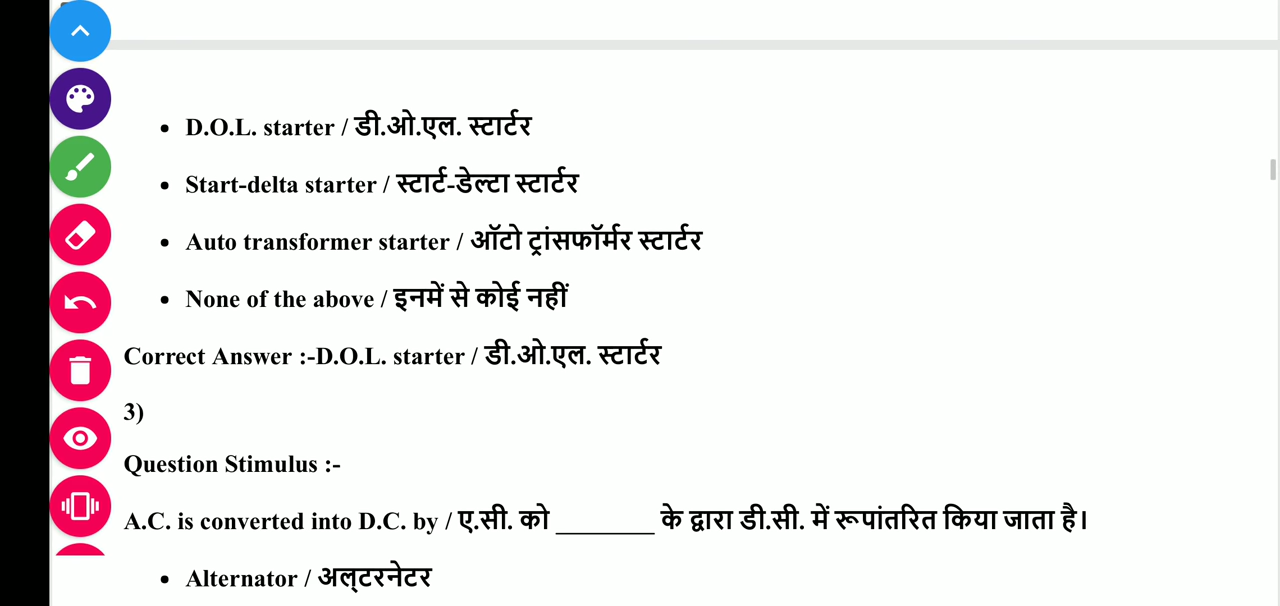 • D.O.L. starter / डी.ओ.एल. स्टार्टर
• Start-delta starter / स्टार्ट-डेल्टा स्टार्टर
• Auto transformer starter / ऑटो ट्रांसफॉर्मर स्टार्टर
• None of the above / इनमें से कोई नहीं
Correct Answer :-D.O.L. starter / डी.ओ.एल. स्टार्टर
3)
Question Stimulus :-
A.C. is converted into D.C. by / ए.सी. को ________ के द्वारा डी.सी. में रूपांतरित किया जाता है।
• Alternator / अल्‌टरनेटर